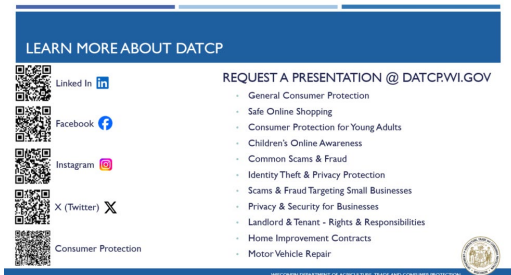 LEARN MORE ABOUT DATCP
Linked In
Facebook
Instagram
X (Twitter)
Consumer Protection
REQUEST A PRESENTATION @ DATCP.WI.GOV
General Consumer Protection
Safe Online Shopping
Consumer Protection for Young Adults
Children's Online Awareness
Common Scams & Fraud
Identity Theft & Privacy Protection
Scams & Fraud Targeting Small Businesses
Privacy & Security for Businesses
Landlord & Tenant - Rights & Responsibilities
Home Improvement Contracts
Motor Vehicle Repair
WISCONSIN DEPARTMENT OF AGRICULTURE, TRADE AND CONSUMER PROTECTION